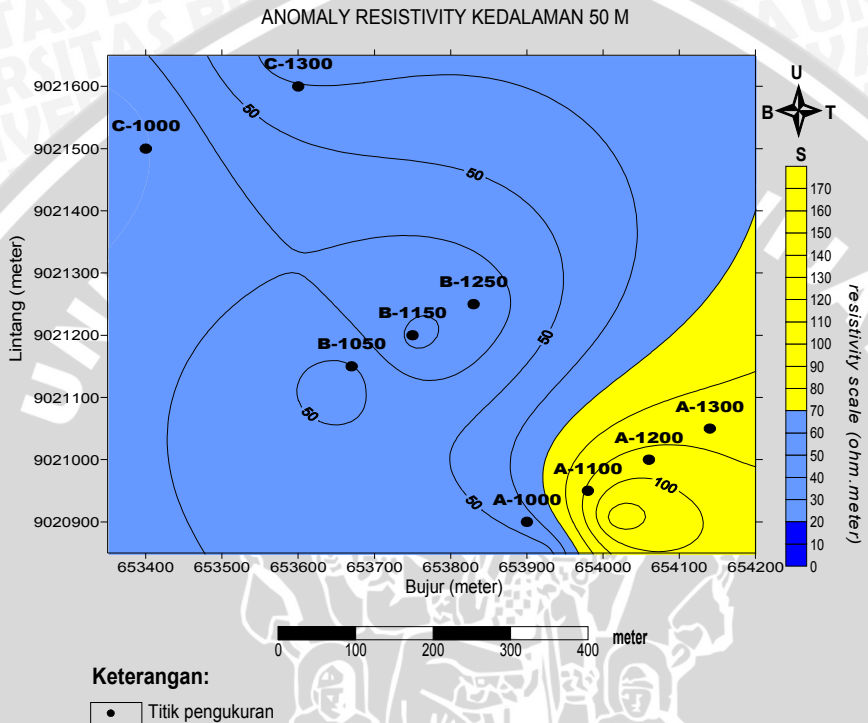 ANOMALY RESISTIVITY KEDALAMAN 50 M
U
B T
S
Lintang (meter)
9021600
9021500
9021400
9021300
9021200
9021100
9021000
9020900
C-1300
C-1000
B-1250
B-1150
B-1050
A-1300
A-1200
A-1100
A-1000
50
50
50
50
50
100
653400 653500 653600 653700 653800 653900 654000 654100 654200
Bujur (meter)
170
160
150
140
130
120
110
100
90
80
70
60
50
40
30
20
10
0
resistivity scale (ohm.meter)
0 100 200 300 400 meter
Keterangan:
Titik pengukuran